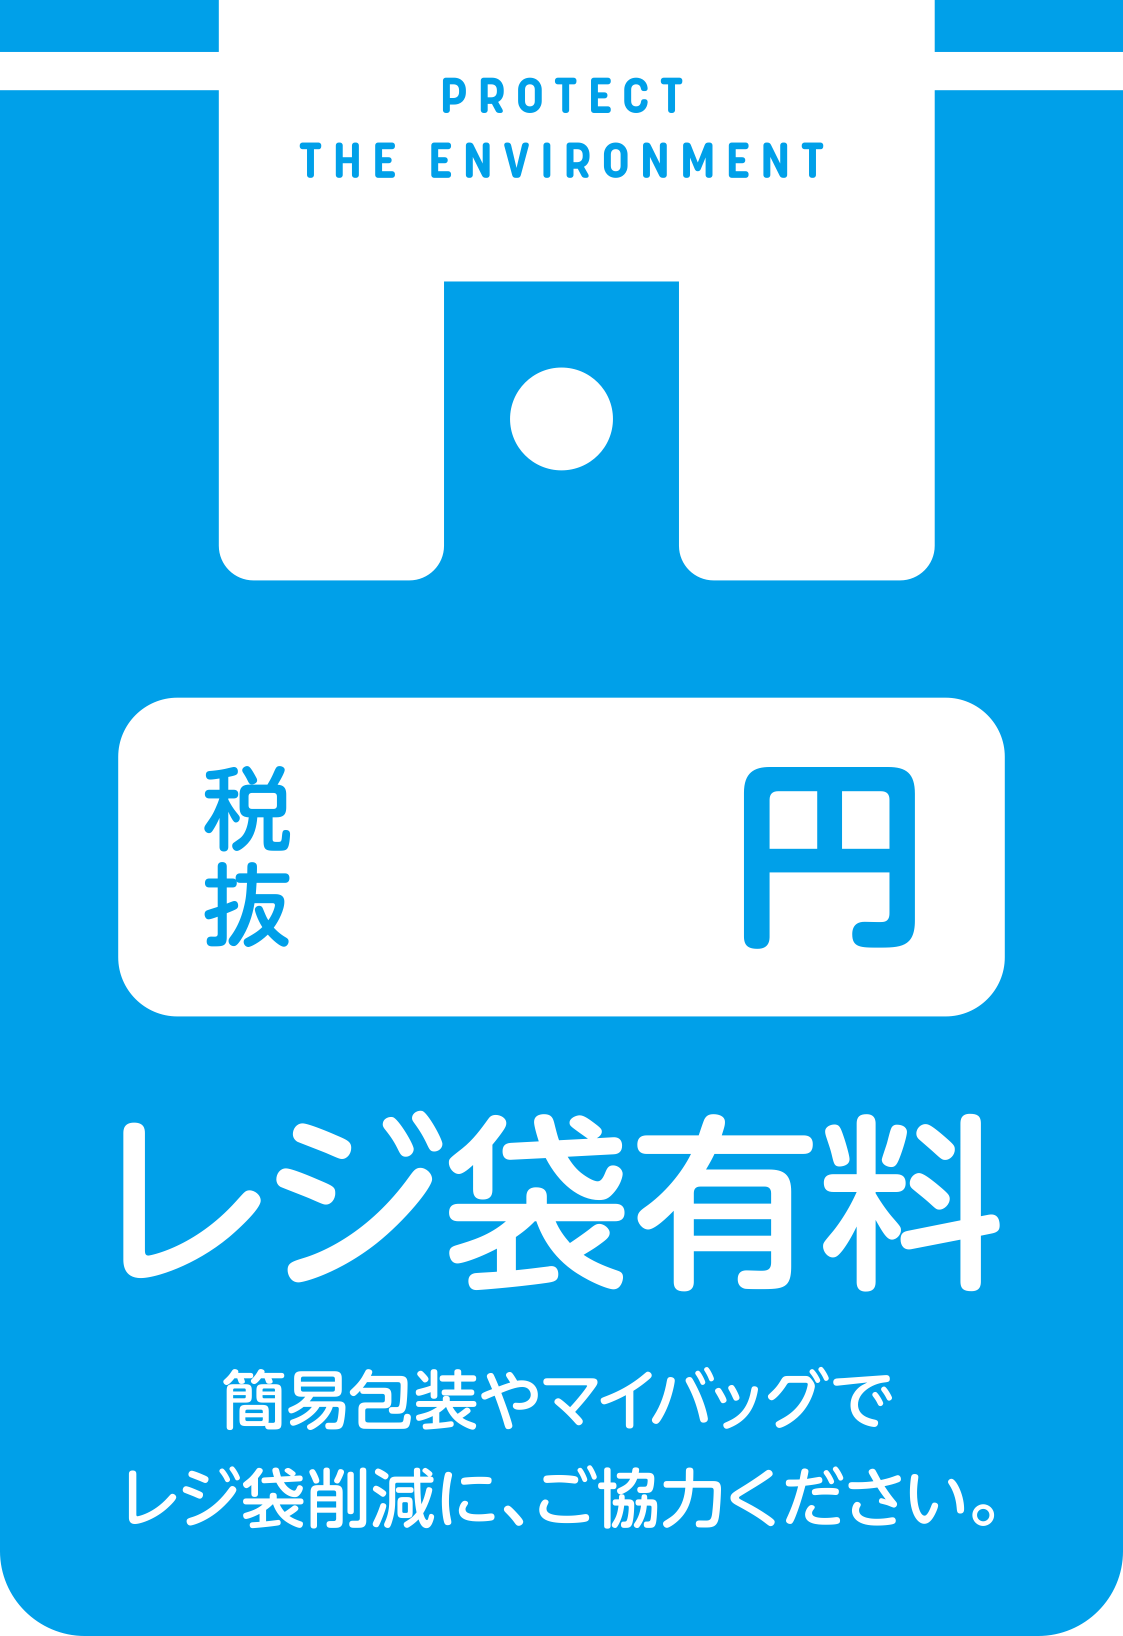 PROTECT
THE ENVIRONMENT
税抜 円
レジ袋有料
簡易包装やマイバッグで
レジ袋削減に、ご協力ください。